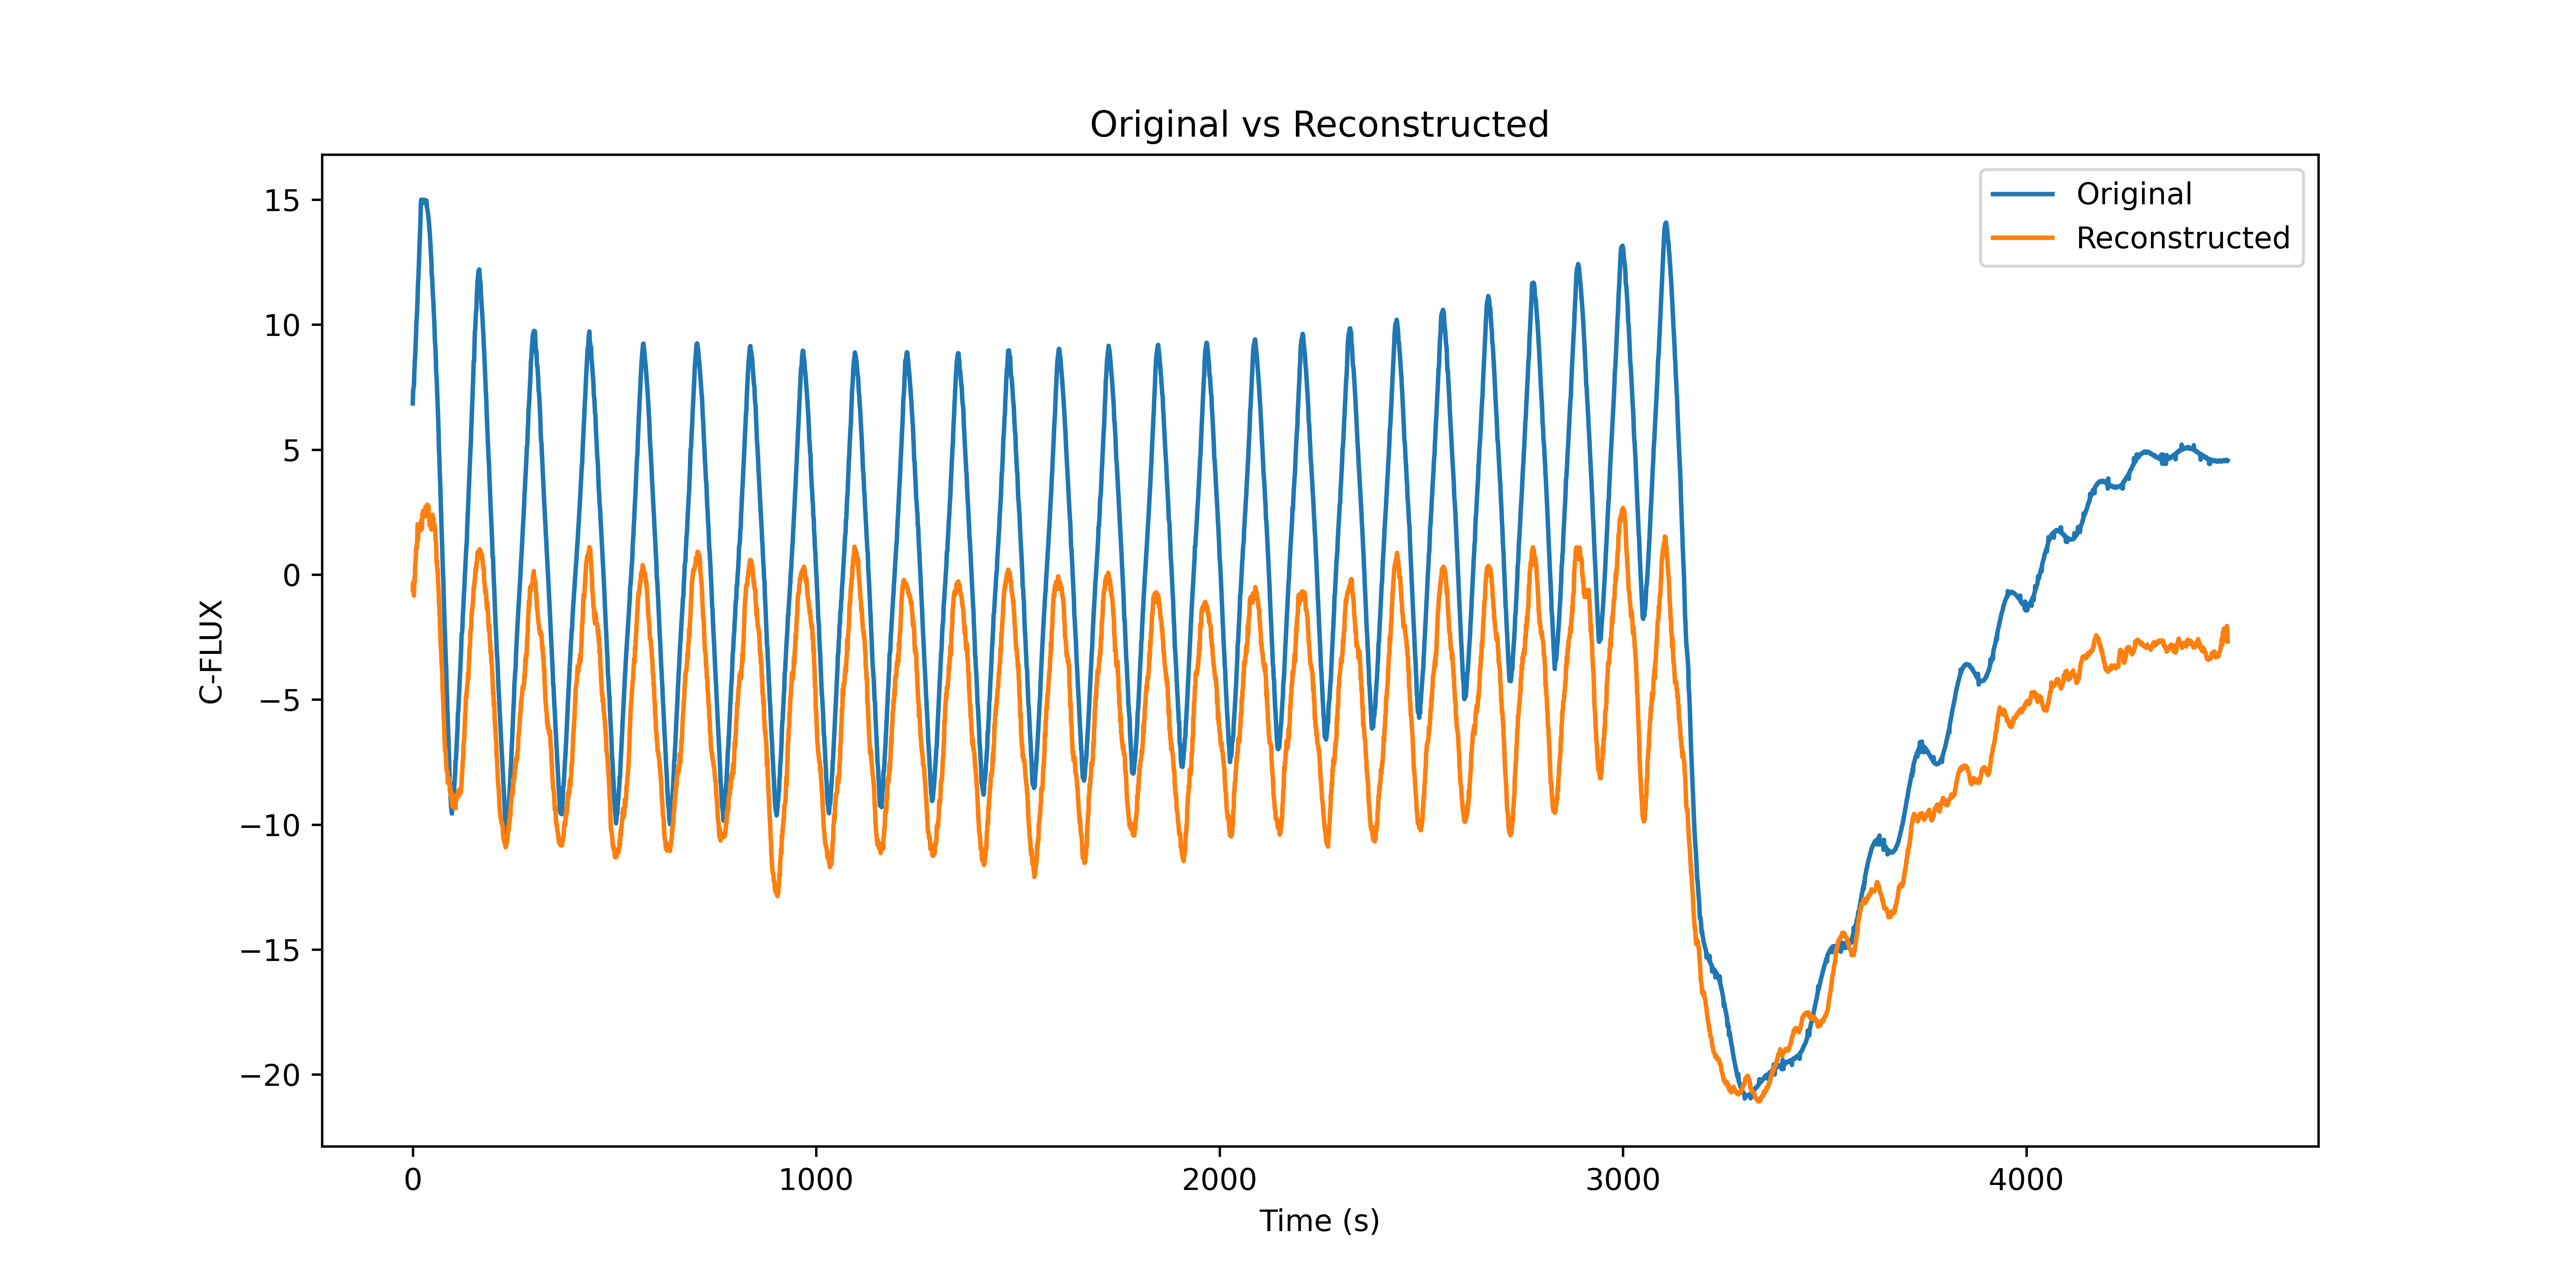 Original vs Reconstructed
Original
Reconstructed
C-FLUX
15
10
5
0
−5
−10
−15
−20
0
1000
2000
3000
4000
Time (s)